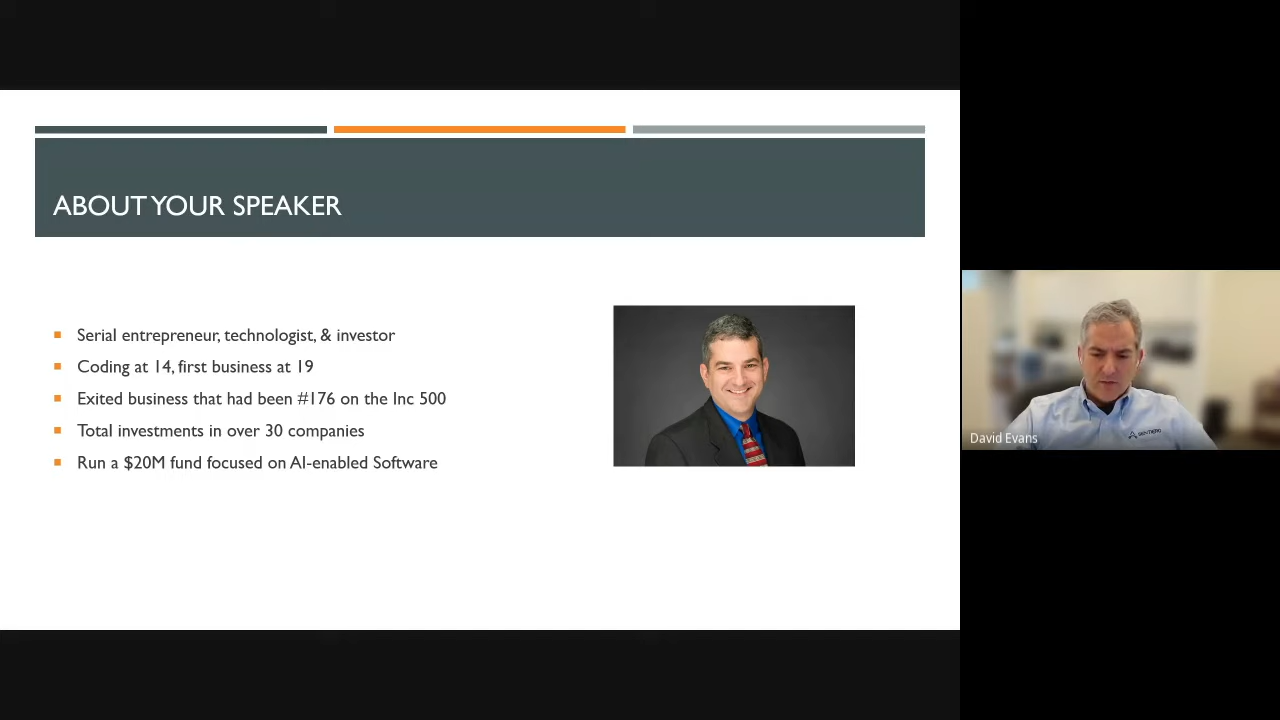 ABOUT YOUR SPEAKER
Serial entrepreneur, technologist, & investor
Coding at 14, first business at 19
Exited business that had been #176 on the Inc 500
Total investments in over 30 companies
Run a $20M fund focused on AI-enabled Software
David Evans